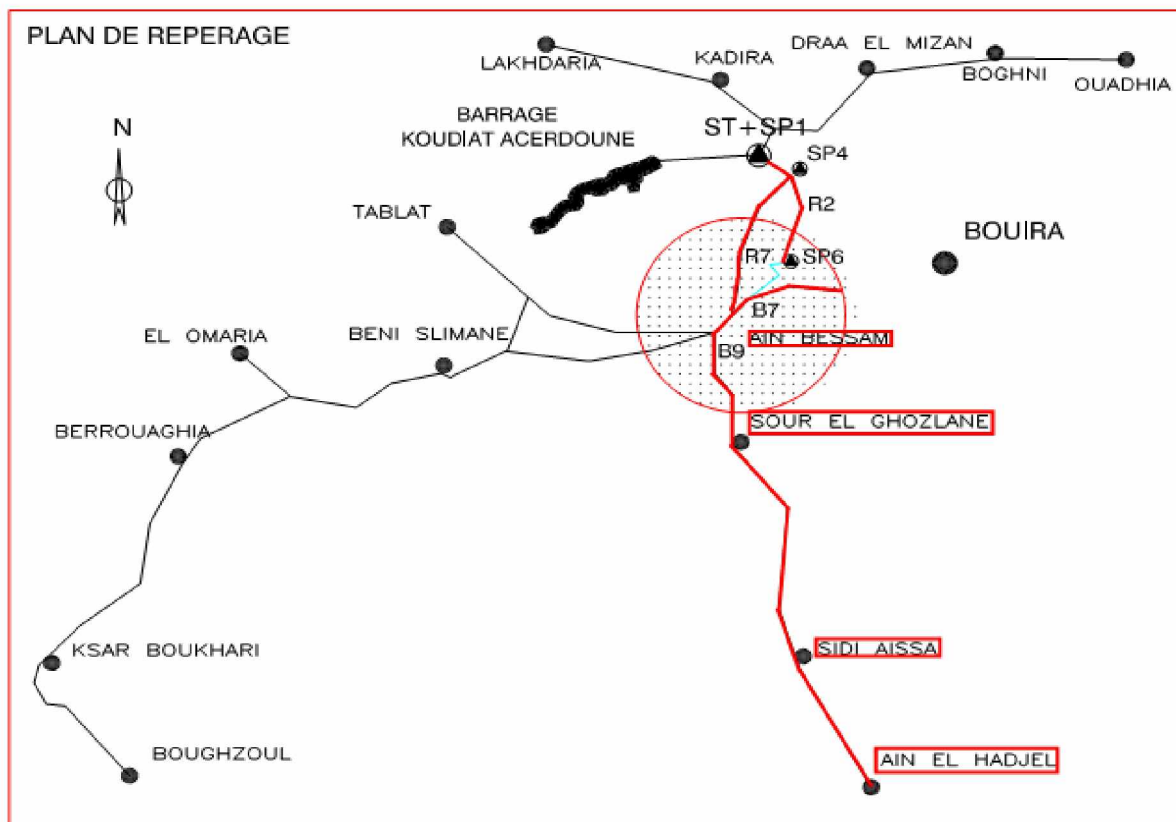 PLAN DE REPERAGE
LAKHDARIA
KADIRA
DRAA EL MIZAN
BOGHNI
OUADHIA
N
BARRAGE
KOUDIAT ACERDOUNE
ST+SP1
SP4
TABLAT
R2
BOUIRA
R7
SP6
EL OMARIA
BENI SLIMANE
B7
AIN BESSAM
B9
SOUR EL GHOZLANE
BERROUAGHIA
KSAR BOUKHARI
SIDI AISSA
BOUGHZOUL
AIN EL HADJEL